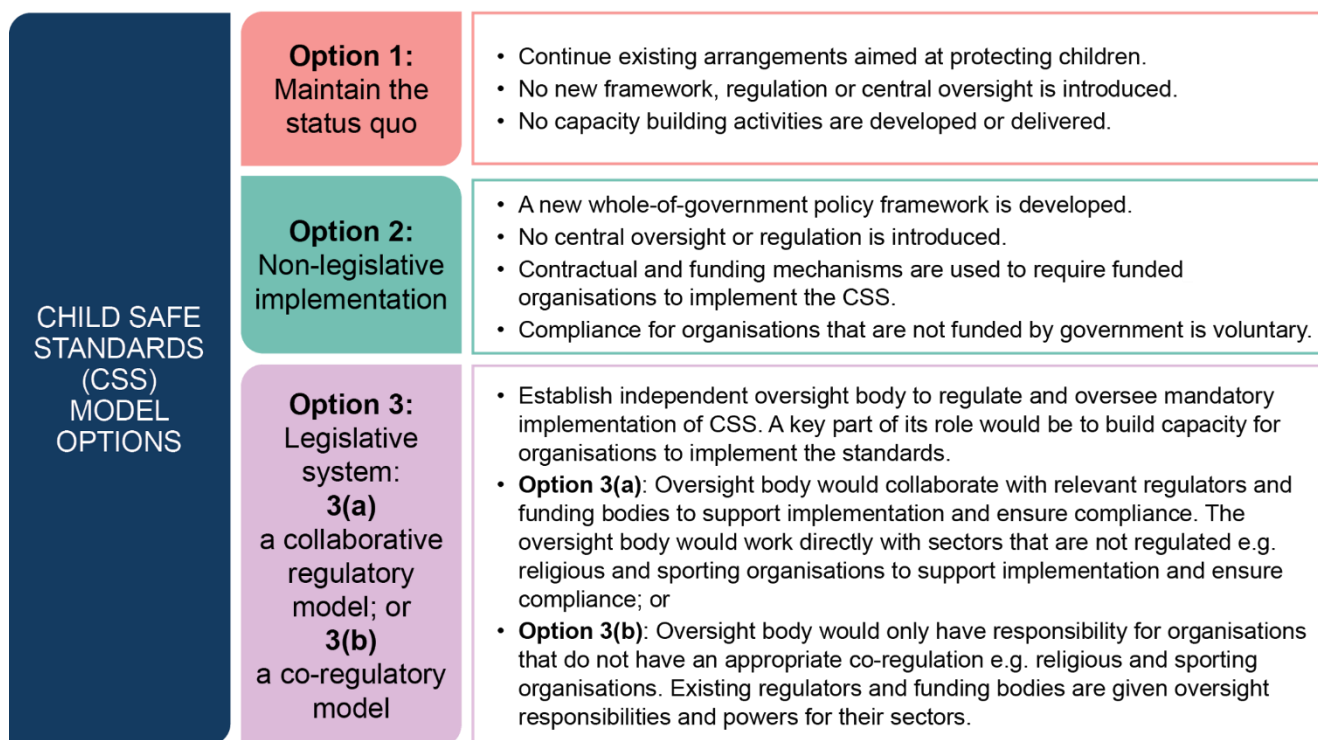 CHILD SAFE
STANDARDS
(CSS)
MODEL
OPTIONS
Option 1:
Maintain the
status quo
• Continue existing arrangements aimed at protecting children.
• No new framework, regulation or central oversight is introduced.
• No capacity building activities are developed or delivered.
Option 2:
Non-legislative
implementation
• A new whole-of-government policy framework is developed.
• No central oversight or regulation is introduced.
• Contractual and funding mechanisms are used to require funded
organisations to implement the CSS.
• Compliance for organisations that are not funded by government is voluntary.
Option 3:
Legislative
system:
3(a)
a collaborative
regulatory
model; or
3(b)
a co-regulatory
model
• Establish independent oversight body to regulate and oversee mandatory
implementation of CSS. A key part of its role would be to build capacity for
organisations to implement the standards.
• Option 3(a): Oversight body would collaborate with relevant regulators and
funding bodies to support implementation and ensure compliance. The
oversight body would work directly with sectors that are not regulated e.g.
religious and sporting organisations to support implementation and ensure
compliance; or
• Option 3(b): Oversight body would only have responsibility for organisations
that do not have an appropriate co-regulation e.g. religious and sporting
organisations. Existing regulators and funding bodies are given oversight
responsibilities and powers for their sectors.